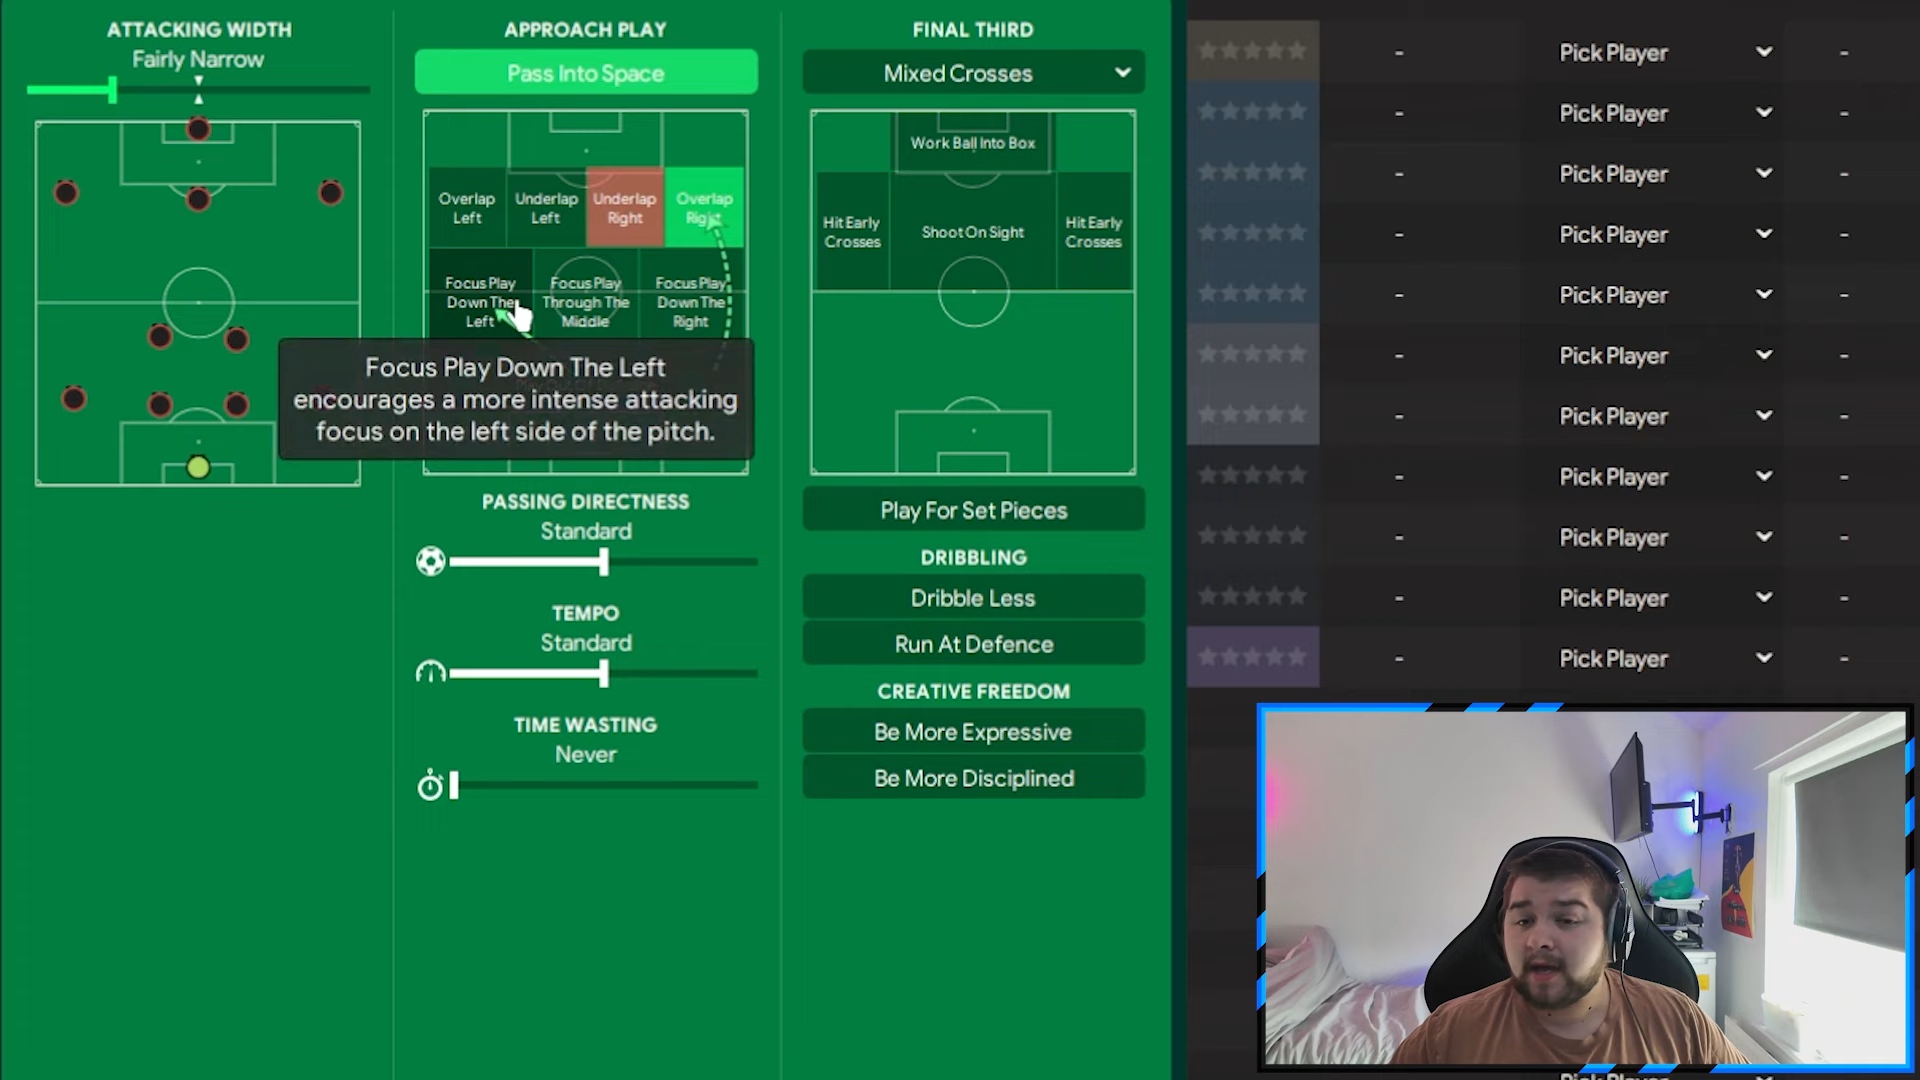 ATTACKING WIDTH
Fairly Narrow
APPROACH PLAY
Pass Into Space
Overlap
Left
Underlap
Left
Underlap
Right
Overlap
Right
Focus Play
Down The
Left
Focus Play
Through The
Middle
Focus Play
Down The
Right
Focus Play Down The Left
encourages a more intense attacking
focus on the left side of the pitch.
PASSING DIRECTNESS
Standard
TEMPO
Standard
TIME WASTING
Never
FINAL THIRD
Mixed Crosses
Work Ball Into Box
Hit Early
Crosses
Shoot On Sight
Hit Early
Crosses
Play For Set Pieces
DRIBBLING
Dribble Less
Run At Defence
CREATIVE FREEDOM
Be More Expressive
Be More Disciplined
- Pick Player -
- Pick Player -
- Pick Player -
- Pick Player -
- Pick Player -
- Pick Player -
- Pick Player -
- Pick Player -
- Pick Player -
- Pick Player -
- Pick Player -